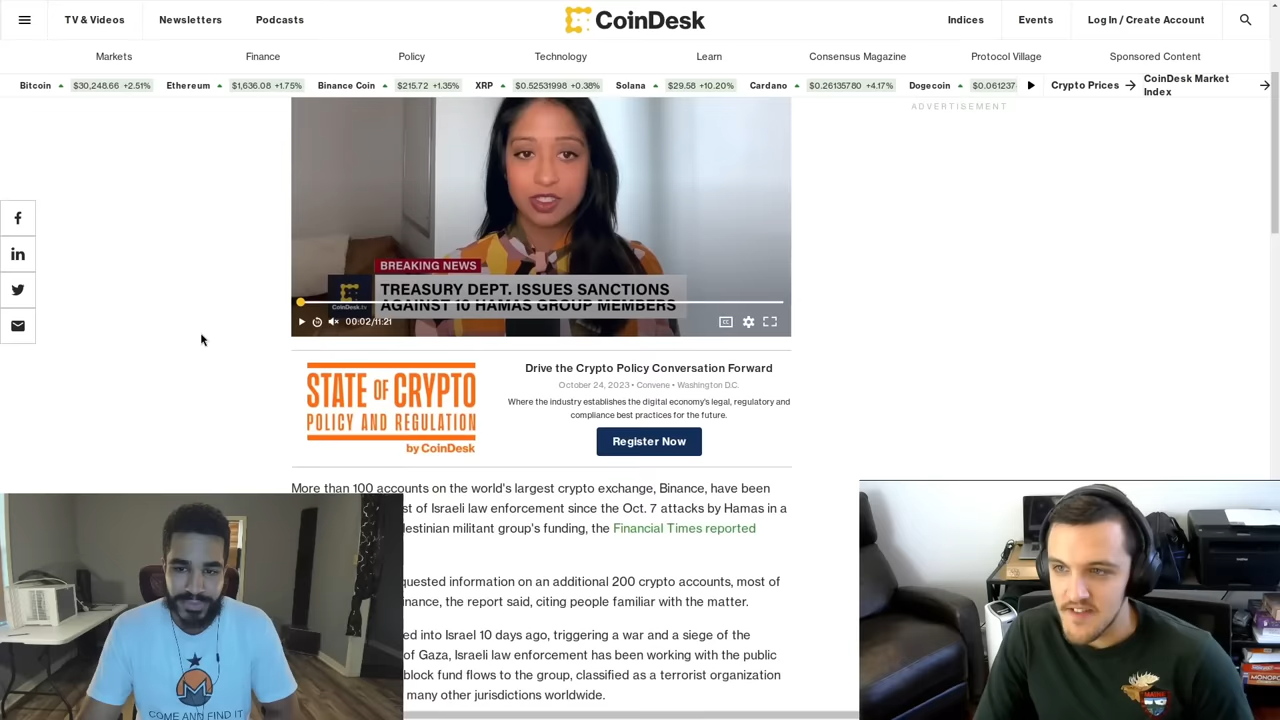 TV & Videos
Newsletters
Podcasts
CoinDesk
Indices
Events
Log In / Create Account
Markets
Finance
Policy
Technology
Learn
Consensus Magazine
Protocol Village
Sponsored Content
Bitcoin $30,248.66 +2.51% Ethereum $1,636.08 +1.75% Binance Coin $215.72 +1.35% XRP $0.52531998 +0.38% Solana $29.58 +10.20% Cardano $0.26135780 +4.17% Dogecoin $0.061237
Crypto Prices
CoinDesk Market
Index
ADVERTISEMENT
BREAKING NEWS
TREASURY DEPT. ISSUES SANCTIONS
AGAINST 10 HAMAS GROUP MEMBERS
CoinDesk.tv
00:02/11:21
CC
STATE OF CRYPTO
POLICY AND REGULATION
by CoinDesk
Drive the Crypto Policy Conversation Forward
October 24, 2023 • Convene • Washington D.C.
Where the industry establishes the digital economy's legal, regulatory and
compliance best practices for the future.
Register Now
More than 100 accounts on the world's largest crypto exchange, Binance, have been
st of Israeli law enforcement since the Oct. 7 attacks by Hamas in a
lestinian militant group's funding, the Financial Times reported
quested information on an additional 200 crypto accounts, most of
inance, the report said, citing people familiar with the matter.
ed into Israel 10 days ago, triggering a war and a siege of the
of Gaza, Israeli law enforcement has been working with the public
block fund flows to the group, classified as a terrorist organization
many other jurisdictions worldwide.
COME AND FIND IT
MAINE
MONOPO